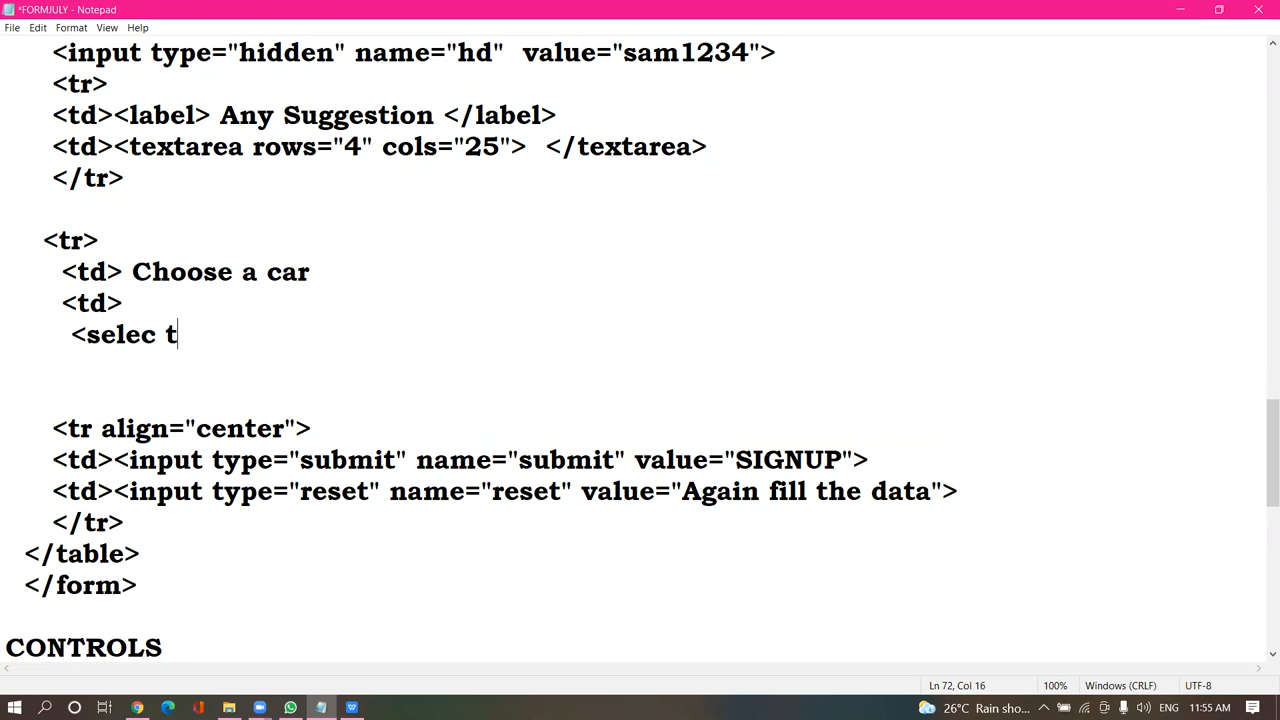 *FORMJULY - Notepad
File Edit Format View Help
<input type="hidden" name="hd"  value="sam1234">
<tr>
<td><label> Any Suggestion </label>
<td><textarea rows="4" cols="25">  </textarea>
</tr>
<tr>
<td> Choose a car
<td>
<selec t
<tr align="center">
<td><input type="submit" name="submit" value="SIGNUP">
<td><input type="reset" name="reset" value="Again fill the data">
</tr>
</table>
</form>
CONTROLS
Ln 72, Col 16 100% Windows (CRLF) UTF-8
26°C Rain sho... ENG 11:55 AM